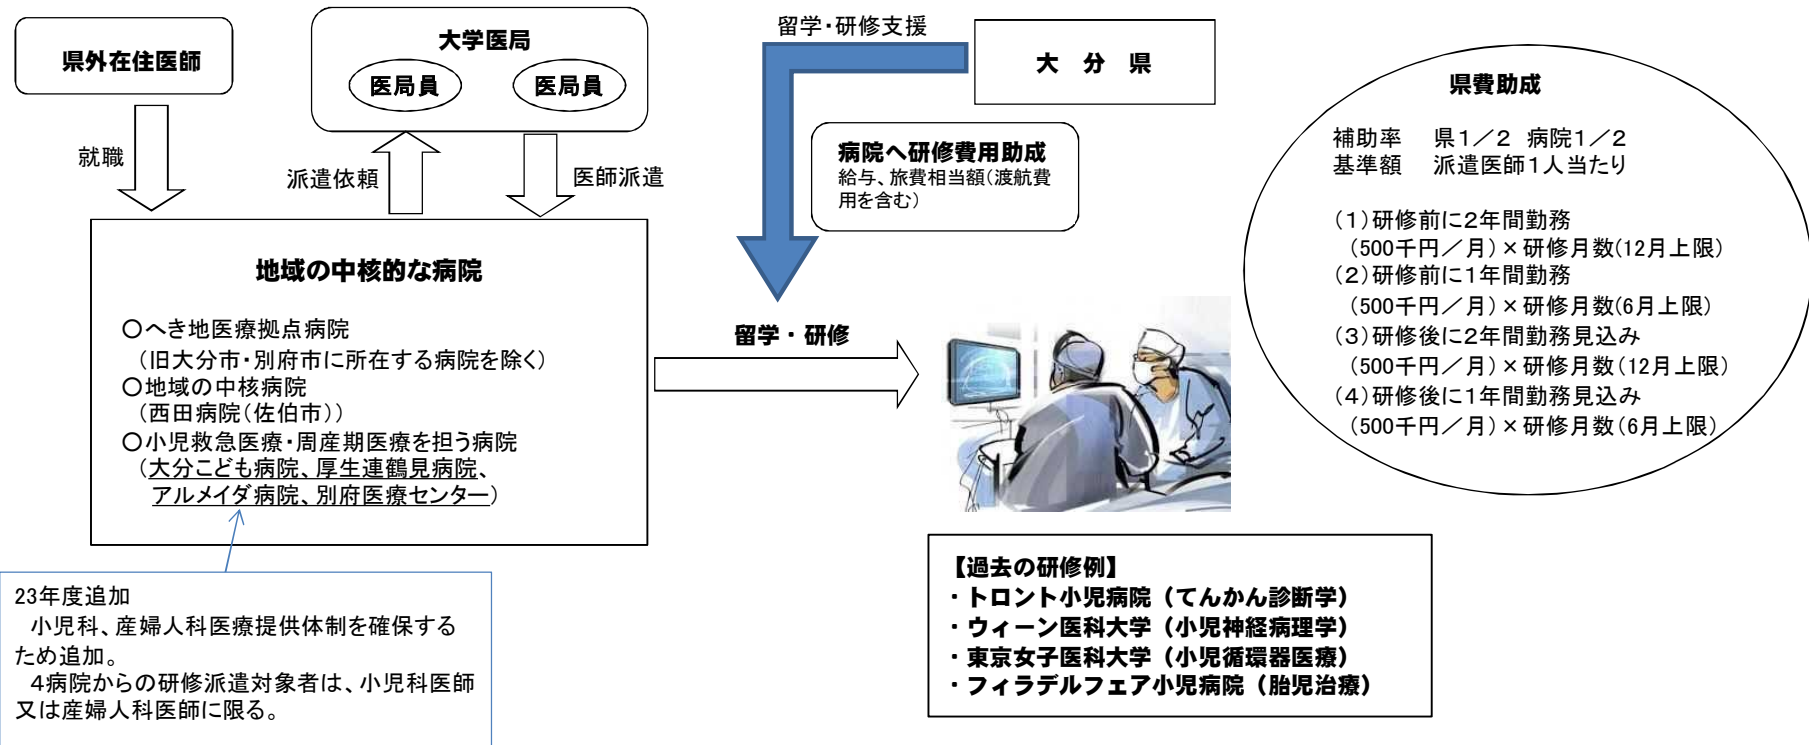 県外在住医師
就職
大学医局
医局員 医局員
派遣依頼
医師派遣
留学・研修支援
大 分 県
病院へ研修費用助成
給与、旅費相当額(渡航費
用を含む)
地域の中核的な病院
○へき地医療拠点病院
(旧大分市・別府市に所在する病院を除く)
○地域の中核病院
(西田病院(佐伯市))
○小児救急医療・周産期医療を担う病院
(大分こども病院、厚生連鶴見病院、
アルメイダ病院、別府医療センター)
23年度追加
小児科、産婦人科医療提供体制を確保する
ため追加。
4病院からの研修派遣対象者は、小児科医師
又は産婦人科医師に限る。
留学・研修
【過去の研修例】
・トロント小児病院（てんかん診断学）
・ウィーン医科大学（小児神経病理学）
・東京女子医科大学（小児循環器医療）
・フィラデルフェア小児病院（胎児治療）
県費助成
補助率 県1／2 病院1／2
基準額 派遣医師1人当たり
(1)研修前に2年間勤務
(500千円／月)×研修月数(12月上限)
(2)研修前に1年間勤務
(500千円／月)×研修月数(6月上限)
(3)研修後に2年間勤務見込み
(500千円／月)×研修月数(12月上限)
(4)研修後に1年間勤務見込み
(500千円／月)×研修月数(6月上限)